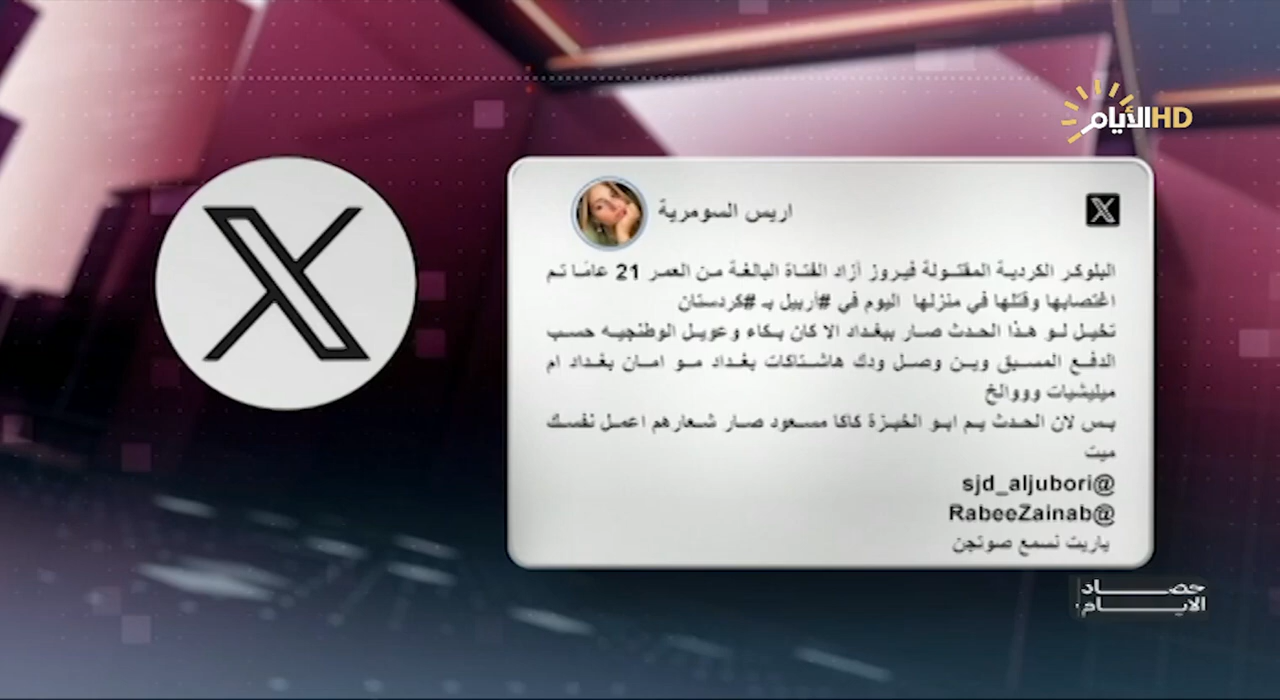 الأيام HD
اريس السومرية
البلوكر الكردية المقتولة فيروز أزاد الفتاة البالغة من العمر 21 عامًا تم
اغتصابها وقتلها في منزلها اليوم في #أربيل بـ #كردستان
تخيل لو هذا الحدث صار ببغداد الا كان بكاء وعويل الوطنجيه حسب
الدفع المسبق وين وصل ودك هاشتاكات بغداد مو امان بغداد ام
ميليشيات وووالخ
بس لان الحدث يم ابو الخبزة كاكا مسعود صار شعارهم اعمل نفسك
ميت
@sjd_aljubori
@RabeeZainab
ياريت نسمع صوتجن
حصاد
الايام